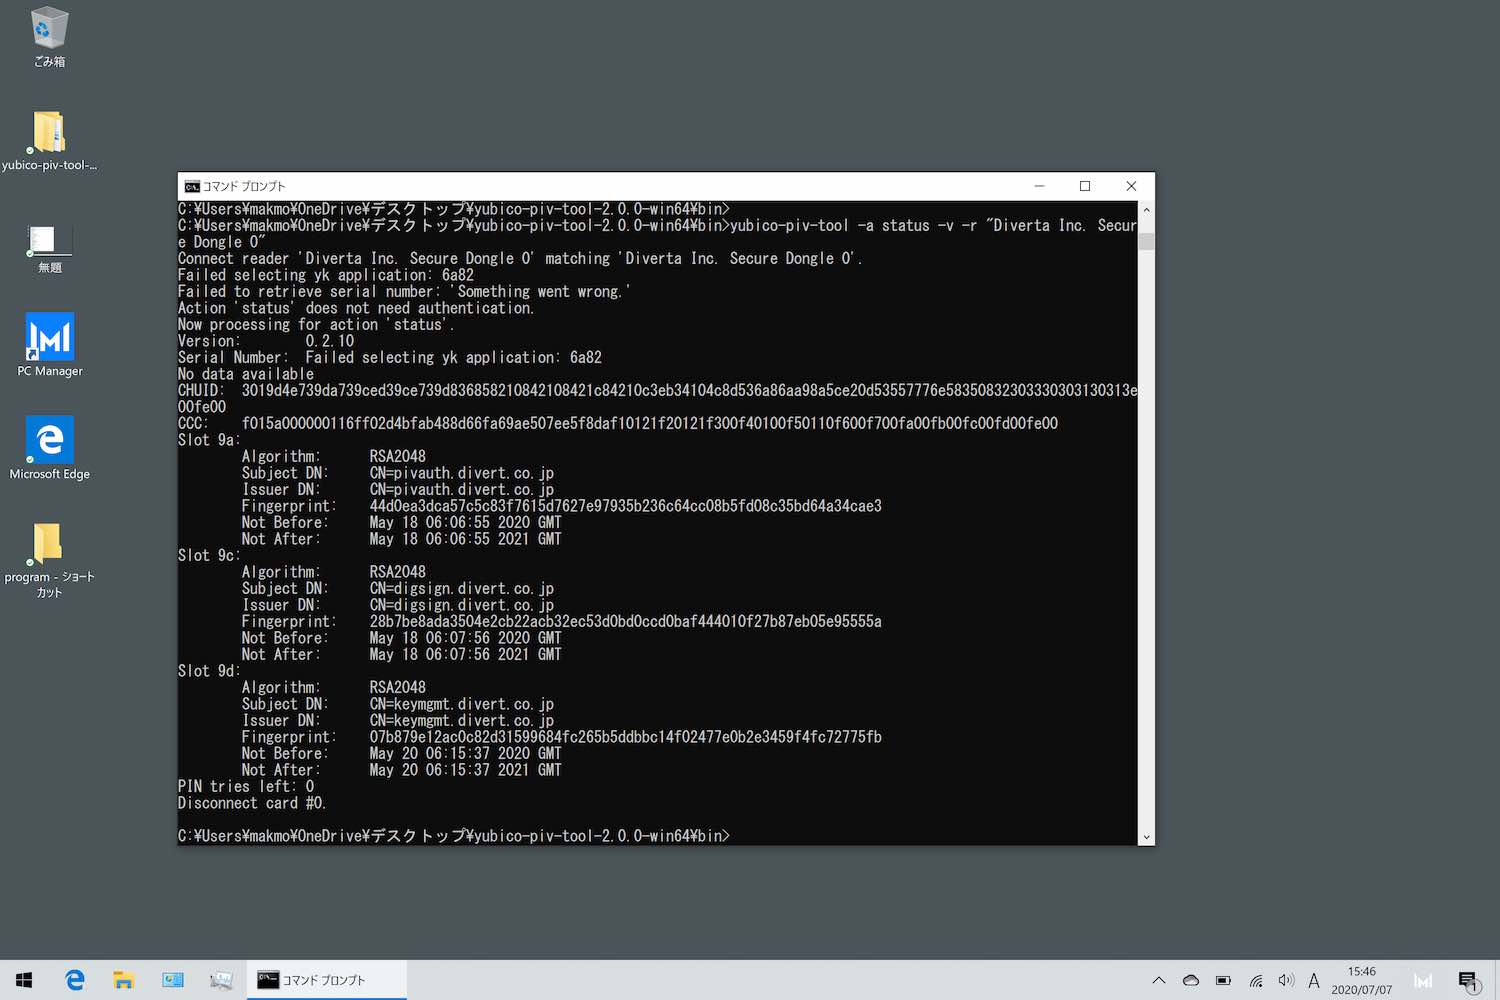 ごみ箱
yubico-piv-tool-...
無題
PC Manager
Microsoft Edge
program - ショート
カット
コマンド プロンプト
C:¥Users¥makmo¥OneDrive¥デスクトップ¥yubico-piv-tool-2.0.0-win64¥bin>
C:¥Users¥makmo¥OneDrive¥デスクトップ¥yubico-piv-tool-2.0.0-win64¥bin>yubico-piv-tool -a status -v -r "Diverta Inc. Secur
e Dongle 0"
Connect reader 'Diverta Inc. Secure Dongle 0' matching 'Diverta Inc. Secure Dongle 0'.
Failed selecting yk application: 6a82
Failed to retrieve serial number: 'Something went wrong.'
Action 'status' does not need authentication.
Now processing for action 'status'.
Version: 0.2.10
Serial Number: Failed selecting yk application: 6a82
No data available
CHUID: 3019d4e739da739ced39ce739d836858210842108421c84210c3eb34104c8d536a86aa98a5ce20d53557776e58350832303330303130313e
00fe00
CCC: f015a000000116ff02d4bfab488d66fa69ae507ee5f8daf10121f20121f300f40100f50110f600f700fa00fb00fc00fd00fe00
Slot 9a:
Algorithm: RSA2048
Subject DN: CN=pivauth.divert.co.jp
Issuer DN: CN=pivauth.divert.co.jp
Fingerprint: 44d0ea3dca57c5c83f7615d7627e97935b236c64cc08b5fd08c35bd64a34cae3
Not Before: May 18 06:06:55 2020 GMT
Not After: May 18 06:06:55 2021 GMT
Slot 9c:
Algorithm: RSA2048
Subject DN: CN=digsign.divert.co.jp
Issuer DN: CN=digsign.divert.co.jp
Fingerprint: 28b7be8ada3504e2cb22acb32ec53d0bd0ccd0baf444010f27b87eb05e95555a
Not Before: May 18 06:07:56 2020 GMT
Not After: May 18 06:07:56 2021 GMT
Slot 9d:
Algorithm: RSA2048
Subject DN: CN=keymgmt.divert.co.jp
Issuer DN: CN=keymgmt.divert.co.jp
Fingerprint: 07b879e12ac0c82d31599684fc265b5ddbbc14f02477e0b2e3459f4fc72775fb
Not Before: May 20 06:15:37 2020 GMT
Not After: May 20 06:15:37 2021 GMT
PIN tries left: 0
Disconnect card #0.
C:¥Users¥makmo¥OneDrive¥デスクトップ¥yubico-piv-tool-2.0.0-win64¥bin>
コマンド プロンプト
A
15:46
2020/07/07
1